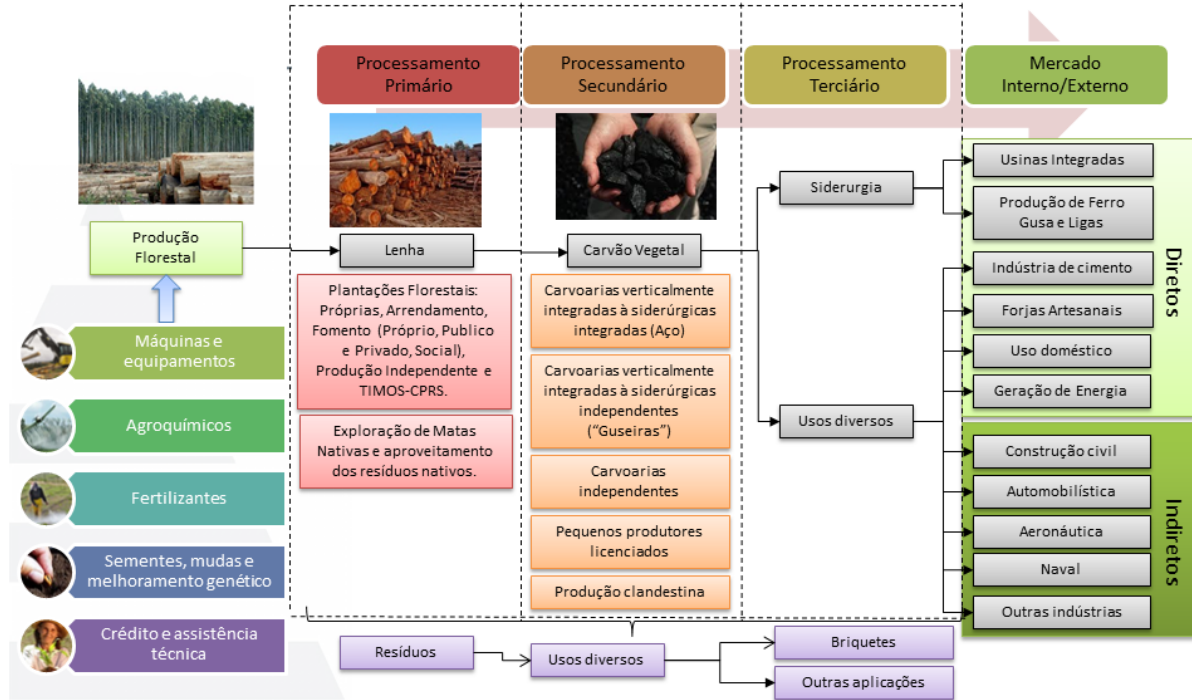 Processamento
Primário
Processamento
Secundário
Processamento
Terciário
Mercado
Interno/Externo
Produção
Florestal
Máquinas e
equipamentos
Agroquímicos
Fertilizantes
Sementes, mudas e
melhoramento genético
Crédito e assistência
técnica
Lenha
Plantações Florestais:
Próprias, Arrendamento,
Fomento (Próprio, Publico
e Privado, Social),
Produção Independente e
TIMOS-CPRS.
Exploração de Matas
Nativas e aproveitamento
dos resíduos nativos.
Carvão Vegetal
Carvoarias verticalmente
integradas à siderúrgicas
integradas (Aço)
Carvoarias verticalmente
integradas à siderúrgicas
independentes
(“Guseiras”)
Carvoarias
independentes
Pequenos produtores
licenciados
Produção clandestina
Siderurgia
Usos diversos
Usinas Integradas
Produção de Ferro
Gusa e Ligas
Indústria de cimento
Forjas Artesanais
Uso doméstico
Geração de Energia
Diretos
Construção civil
Automobilística
Aeronáutica
Naval
Outras indústrias
Indiretos
Resíduos
Usos diversos
Briquetes
Outras aplicações